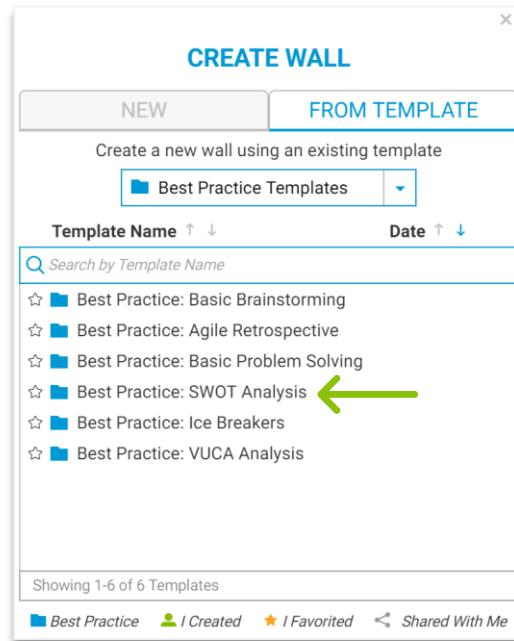 CREATE WALL
NEW FROM TEMPLATE
Create a new wall using an existing template
Best Practice Templates
Template Name ↑ ↓ Date ↑ ↓
Search by Template Name
Best Practice: Basic Brainstorming
Best Practice: Agile Retrospective
Best Practice: Basic Problem Solving
Best Practice: SWOT Analysis
Best Practice: Ice Breakers
Best Practice: VUCA Analysis
Showing 1-6 of 6 Templates
Best Practice I Created I Favorited Shared With Me